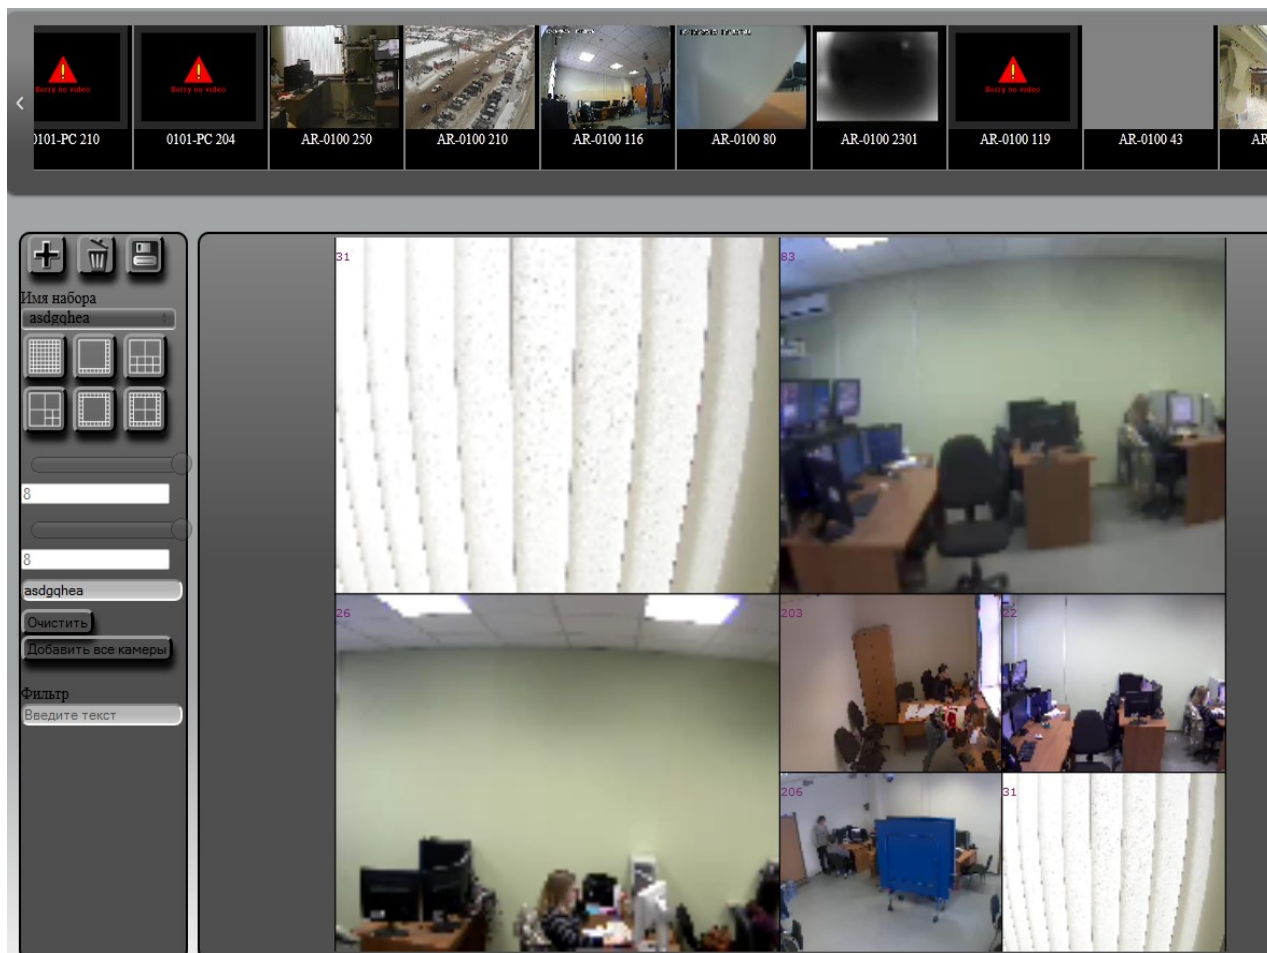 Sorry no video
Sorry no video
Sorry no video
0101-PC 210
0101-PC 204
AR-0100 250
AR-0100 210
AR-0100 116
AR-0100 80
AR-0100 2301
AR-0100 119
AR-0100 43
AR
Имя набора
asdgqhea
8
8
asdgqhea
Очистить
Добавить все камеры
Фильтр
Введите текст
31
83
26
203
22
206
31